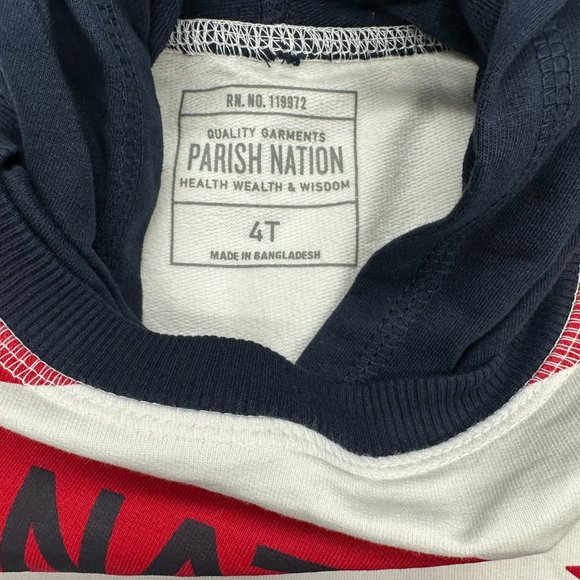 RN. NO. 119972
QUALITY GARMENTS
PARISH NATION
HEALTH WEALTH & WISDOM
4T
MADE IN BANGLADESH